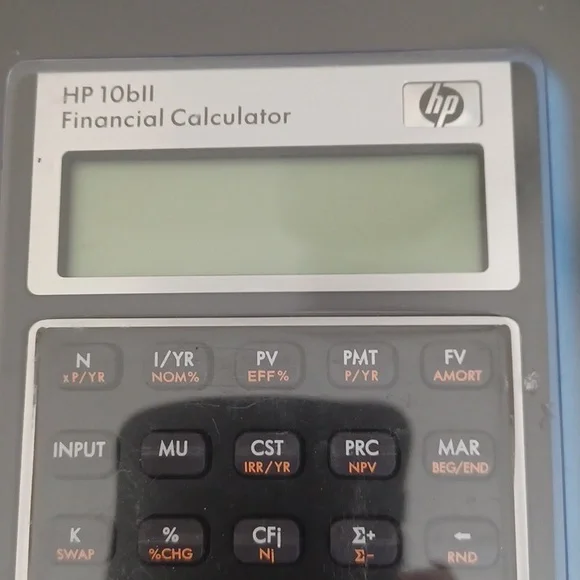 HP 10bII
Financial Calculator
hp
N I/YR PV PMT FV
xP/YR NOM% EFF% P/YR AMORT
INPUT MU CST PRC MAR
IRR/YR NPV BEG/END
K % CFj Σ+ ←
SWAP %CHG Nj Σ- RND